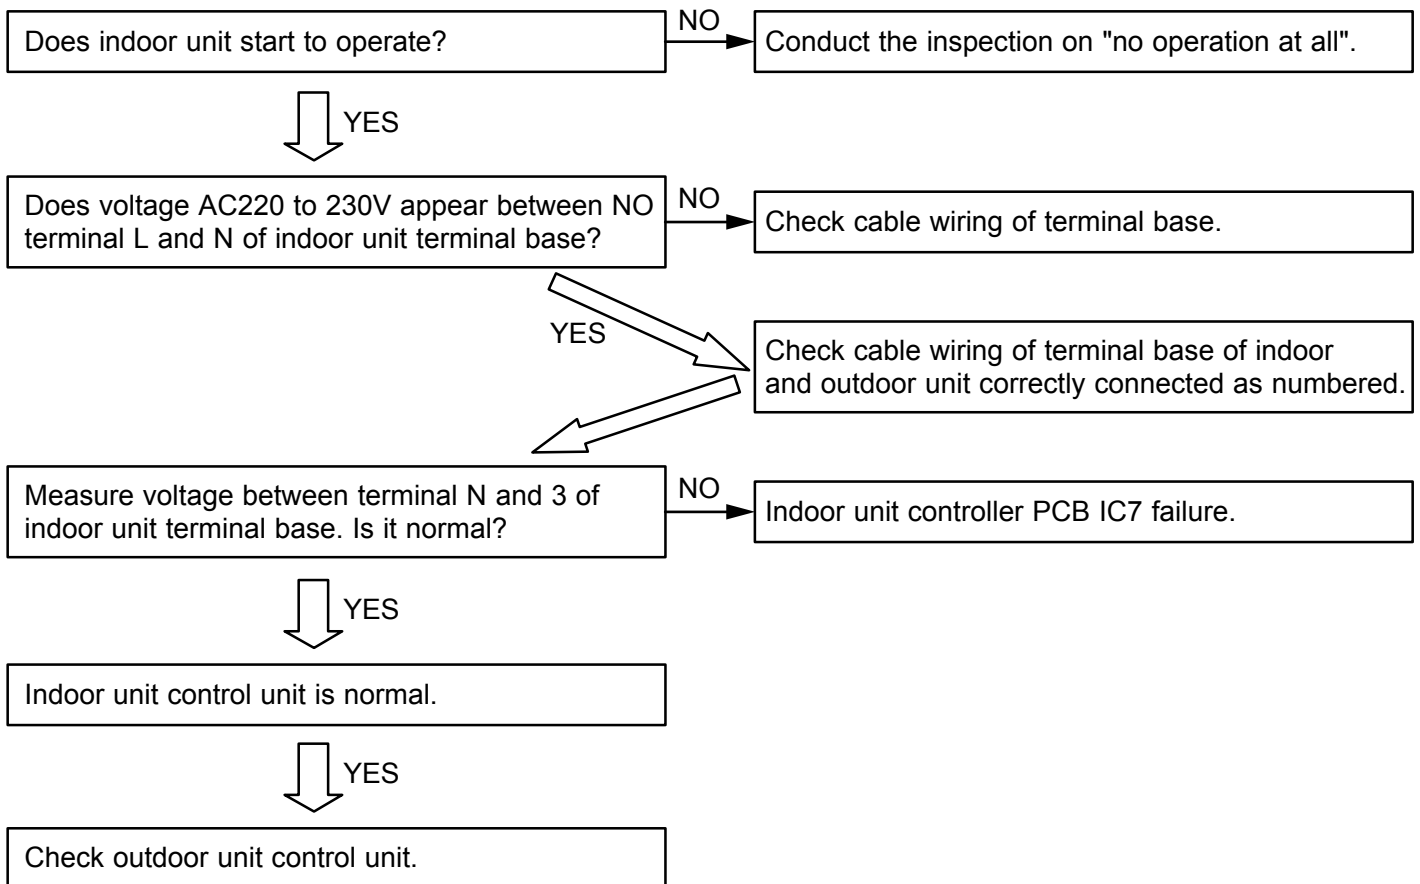 Does indoor unit start to operate?
NO
Conduct the inspection on "no operation at all".
YES
Does voltage AC220 to 230V appear between NO
terminal L and N of indoor unit terminal base?
NO
Check cable wiring of terminal base.
YES
Check cable wiring of terminal base of indoor
and outdoor unit correctly connected as numbered.
Measure voltage between terminal N and 3 of
indoor unit terminal base. Is it normal?
NO
Indoor unit controller PCB IC7 failure.
YES
Indoor unit control unit is normal.
YES
Check outdoor unit control unit.